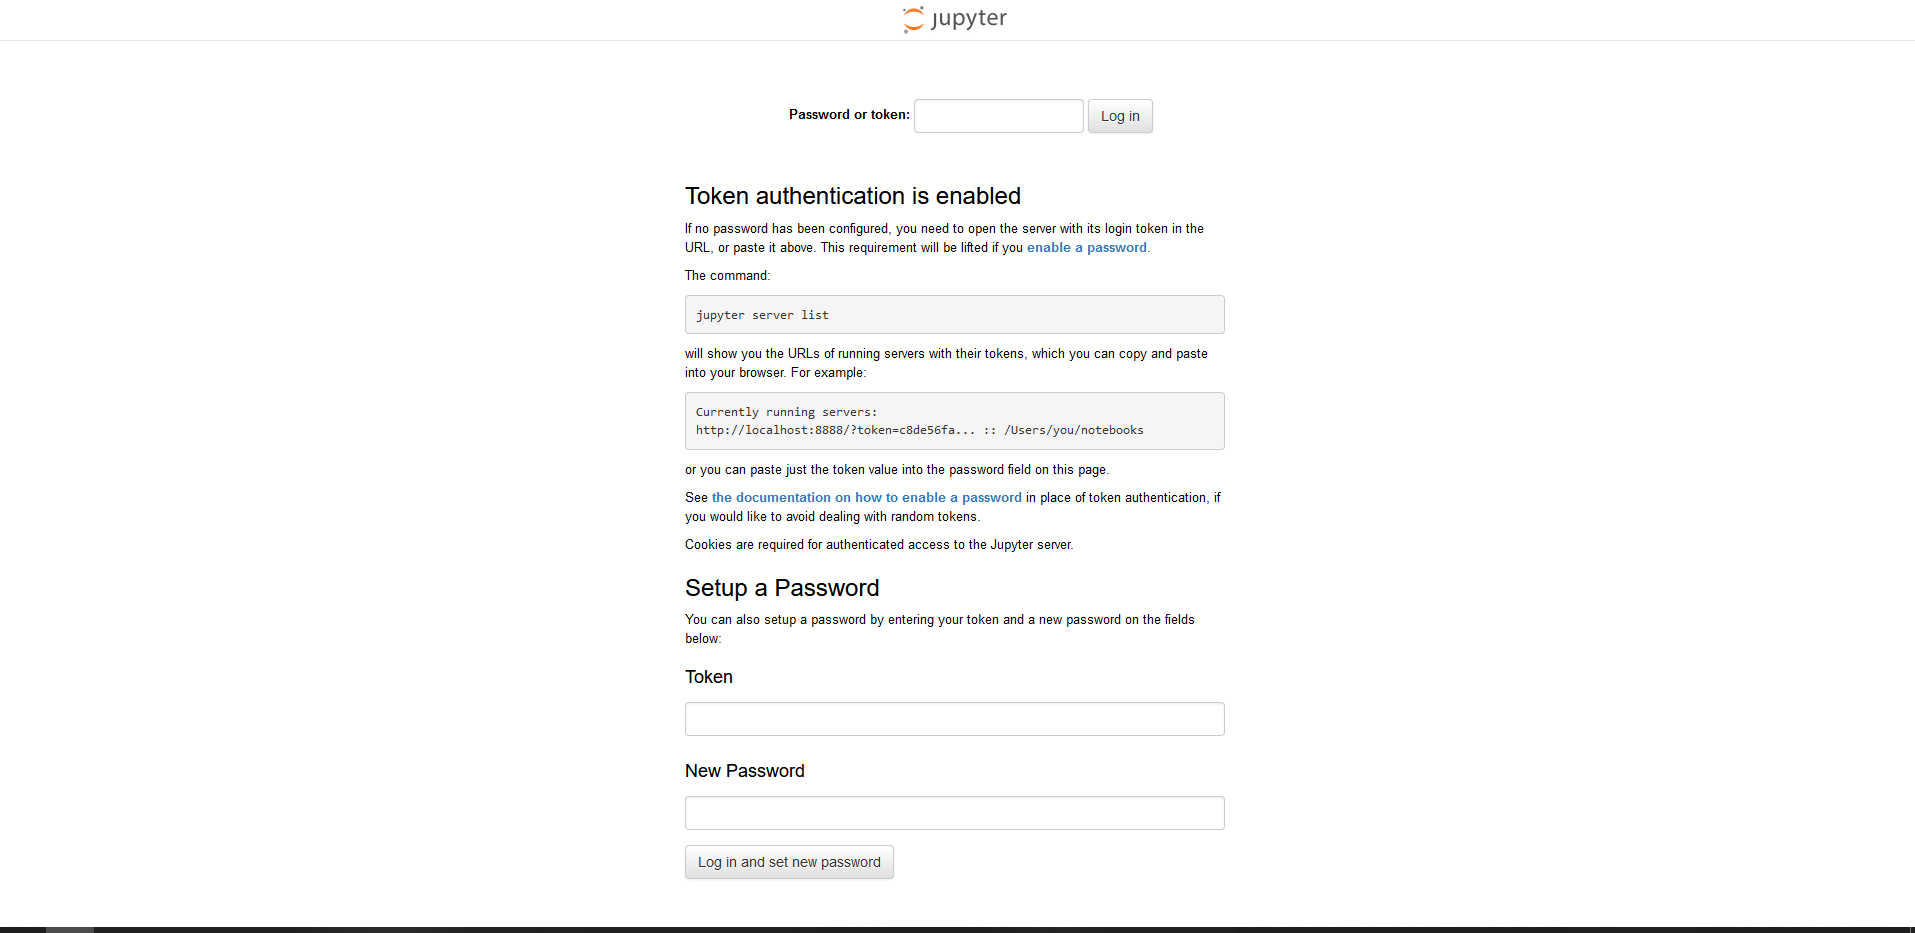 jupyter
Password or token:
Log in
Token authentication is enabled
If no password has been configured, you need to open the server with its login token in the
URL, or paste it above. This requirement will be lifted if you enable a password.
The command:
jupyter server list
will show you the URLs of running servers with their tokens, which you can copy and paste
into your browser. For example:
Currently running servers:
http://localhost:8888/?token=c8de56fa... :: /Users/you/notebooks
or you can paste just the token value into the password field on this page.
See the documentation on how to enable a password in place of token authentication, if
you would like to avoid dealing with random tokens.
Cookies are required for authenticated access to the Jupyter server.
Setup a Password
You can also setup a password by entering your token and a new password on the fields
below:
Token
New Password
Log in and set new password